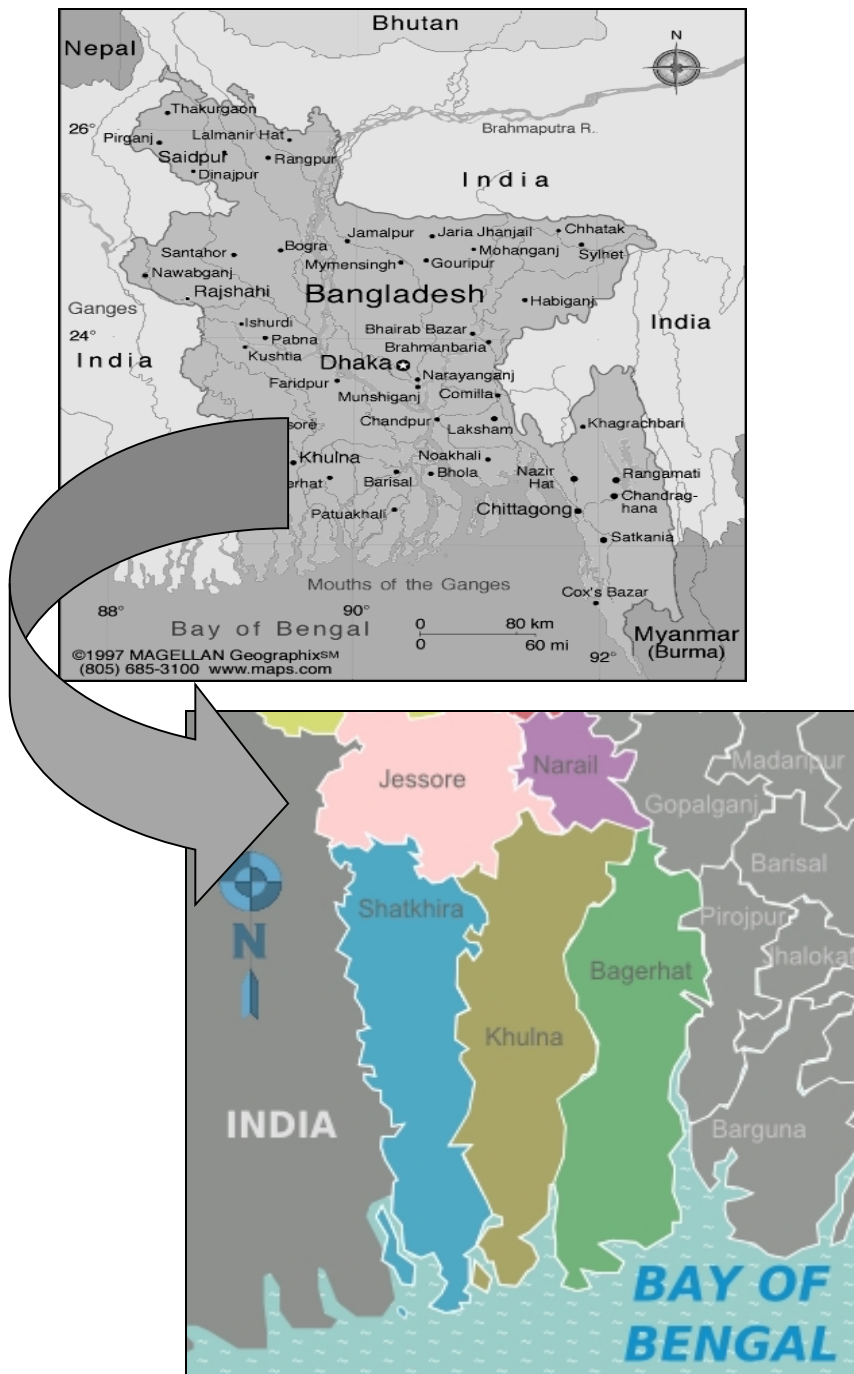 Bhutan
Nepal
N
Thakurgaon
26°
Lalmanir Hat
Brahmaputra R.
Pirganj
Saidpur
Rangpur
Dinajpur
India
Jamalpur
Jaria Jhanjail
Chhatak
Santahor
Bogra
Mohanganj
Sylhet
Mymensingh
Gouripur
Nawabganj
Rajshahi
Bangladesh
Habiganj
Ganges
Ishurdi
India
24°
Pabna
Bhairab Bazar
India
Kushtia
Brahmanbaria
Dhaka
Narayanganj
Faridpur
Munshiganj
Comilla
Chandpur
Laksham
Khagrachbari
sore
Khulna
Noakhali
Nazir
Hat
Rangamati
erhat
Barisal
Bhola
Chandrag-
hana
Patuakhali
Chittagong
Satkania
Mouths of the Ganges
Cox's Bazar
88°
90°
0 80 km
Bay of Bengal
0 60 mi
Myanmar
(Burma)
92°
©1997 MAGELLAN Geographix℠
(805) 685-3100 www.maps.com
Jessore
Narail
Madaripur
Gopalganj
Barisal
Shatkhira
Pirojpur
N
Jhalokat
Bagerhat
Khulna
INDIA
Barguna
BAY OF
BENGAL